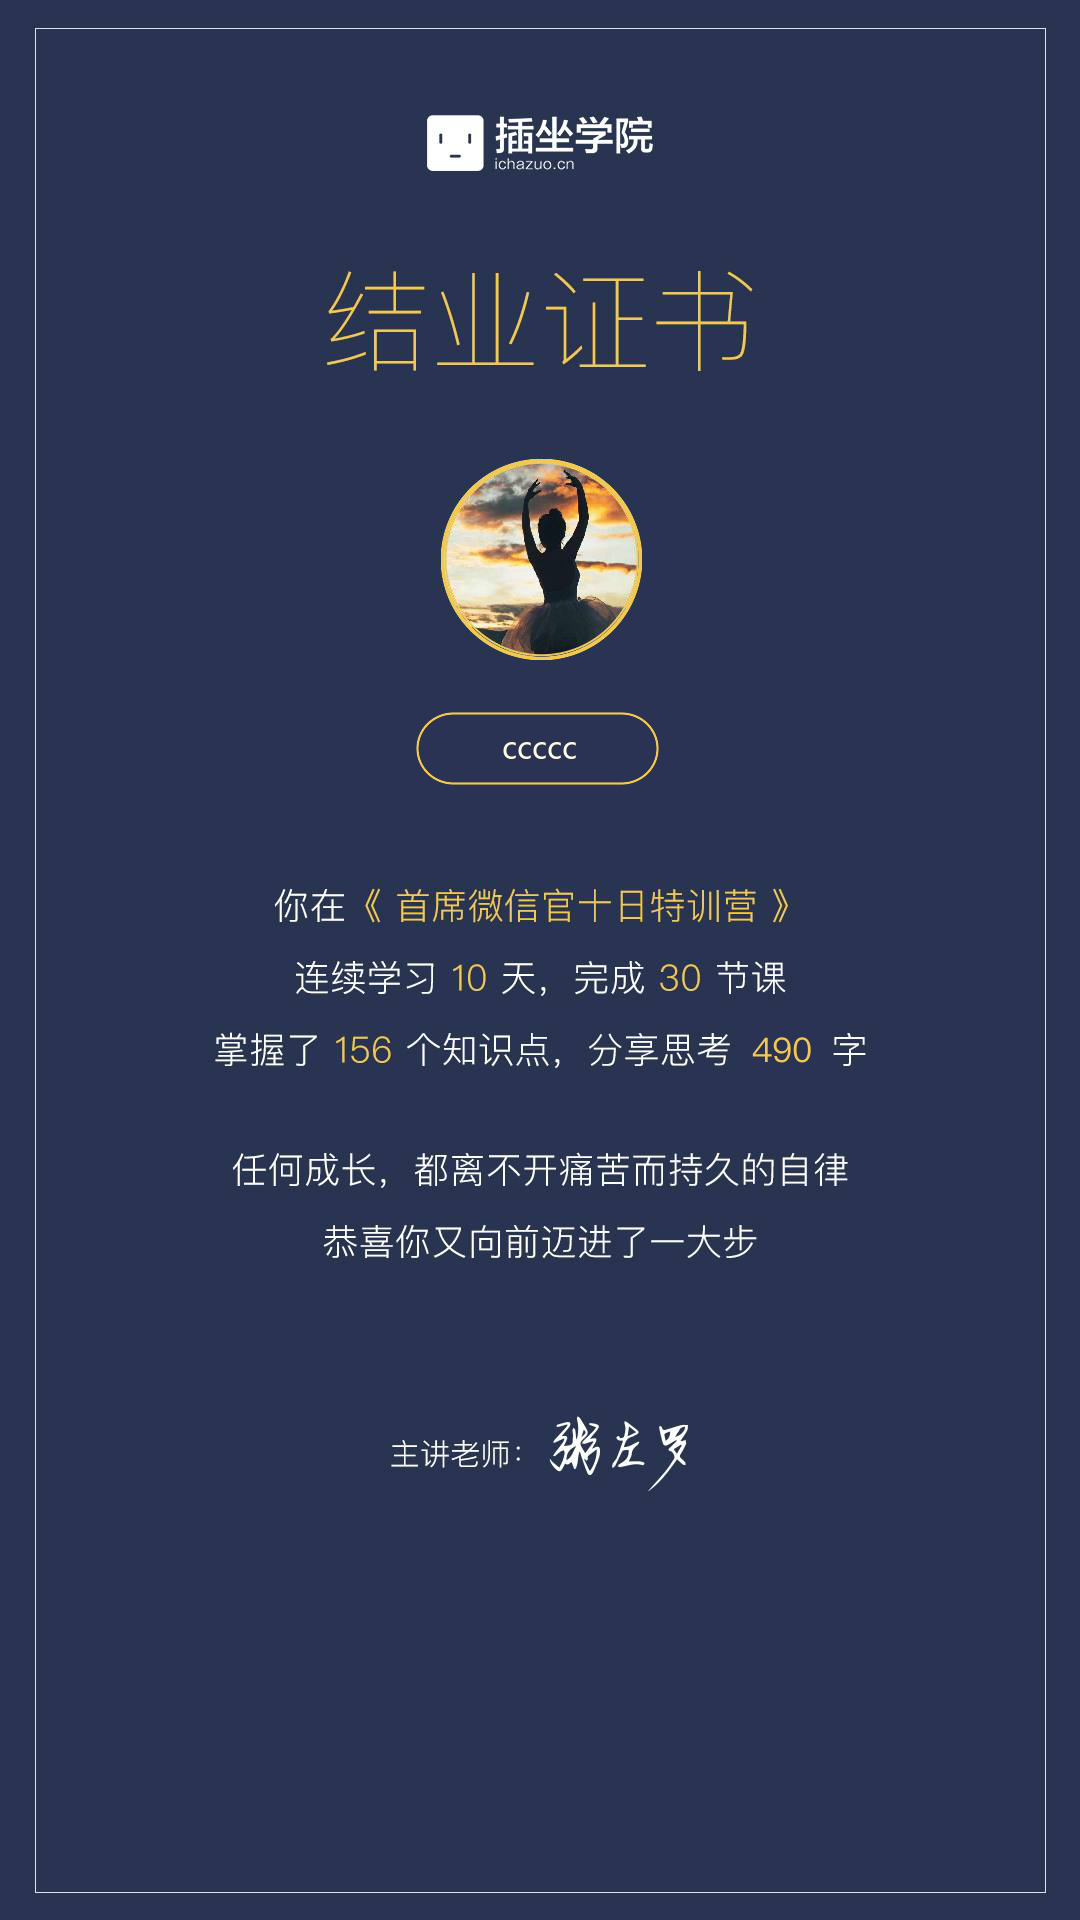 插坐学院
ichazuo.cn
结业证书
ccccc
你在《 首席微信官十日特训营 》
连续学习 10 天，完成 30 节课
掌握了 156 个知识点，分享思考 490 字
任何成长，都离不开痛苦而持久的自律
恭喜你又向前迈进了一大步
主讲老师：粥左罗